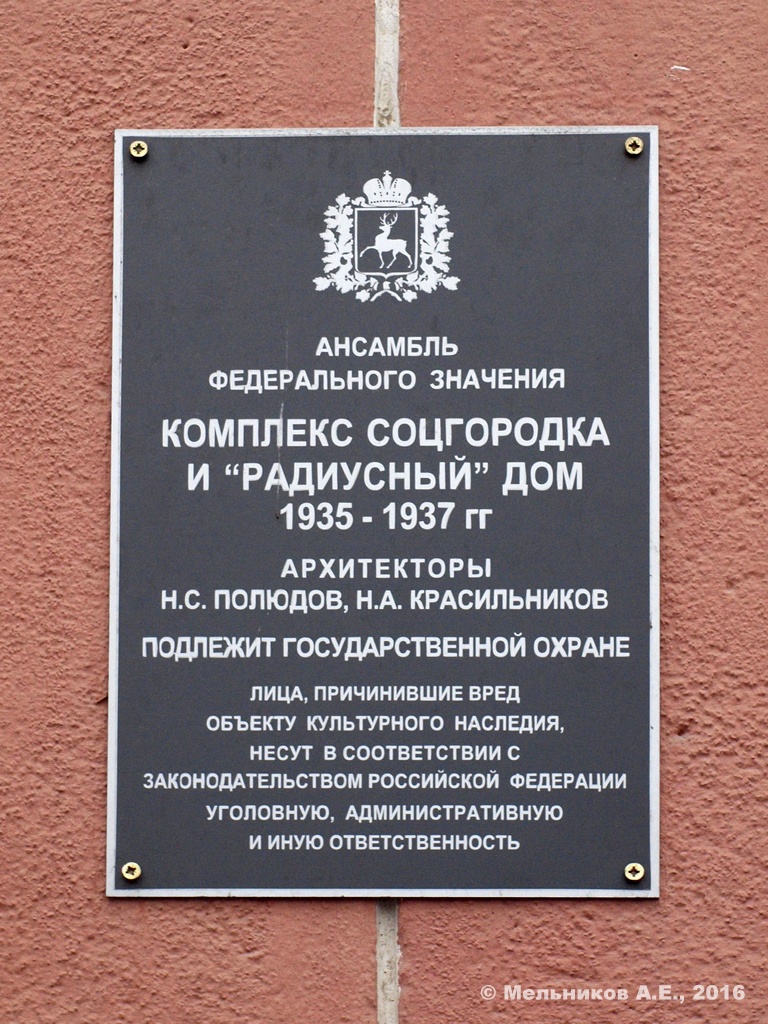 АНСАМБЛЬ
ФЕДЕРАЛЬНОГО ЗНАЧЕНИЯ
КОМПЛЕКС СОЦГОРОДКА
И “РАДИУСНЫЙ” ДОМ
1935 - 1937 гг
АРХИТЕКТОРЫ
Н.С. ПОЛЮДОВ, Н.А. КРАСИЛЬНИКОВ
ПОДЛЕЖИТ ГОСУДАРСТВЕННОЙ ОХРАНЕ
ЛИЦА, ПРИЧИНИВШИЕ ВРЕД
ОБЪЕКТУ КУЛЬТУРНОГО НАСЛЕДИЯ,
НЕСУТ В СООТВЕТСТВИИ С
ЗАКОНОДАТЕЛЬСТВОМ РОССИЙСКОЙ ФЕДЕРАЦИИ
УГОЛОВНУЮ, АДМИНИСТРАТИВНУЮ
И ИНУЮ ОТВЕТСТВЕННОСТЬ
© Мельников А.Е., 2016